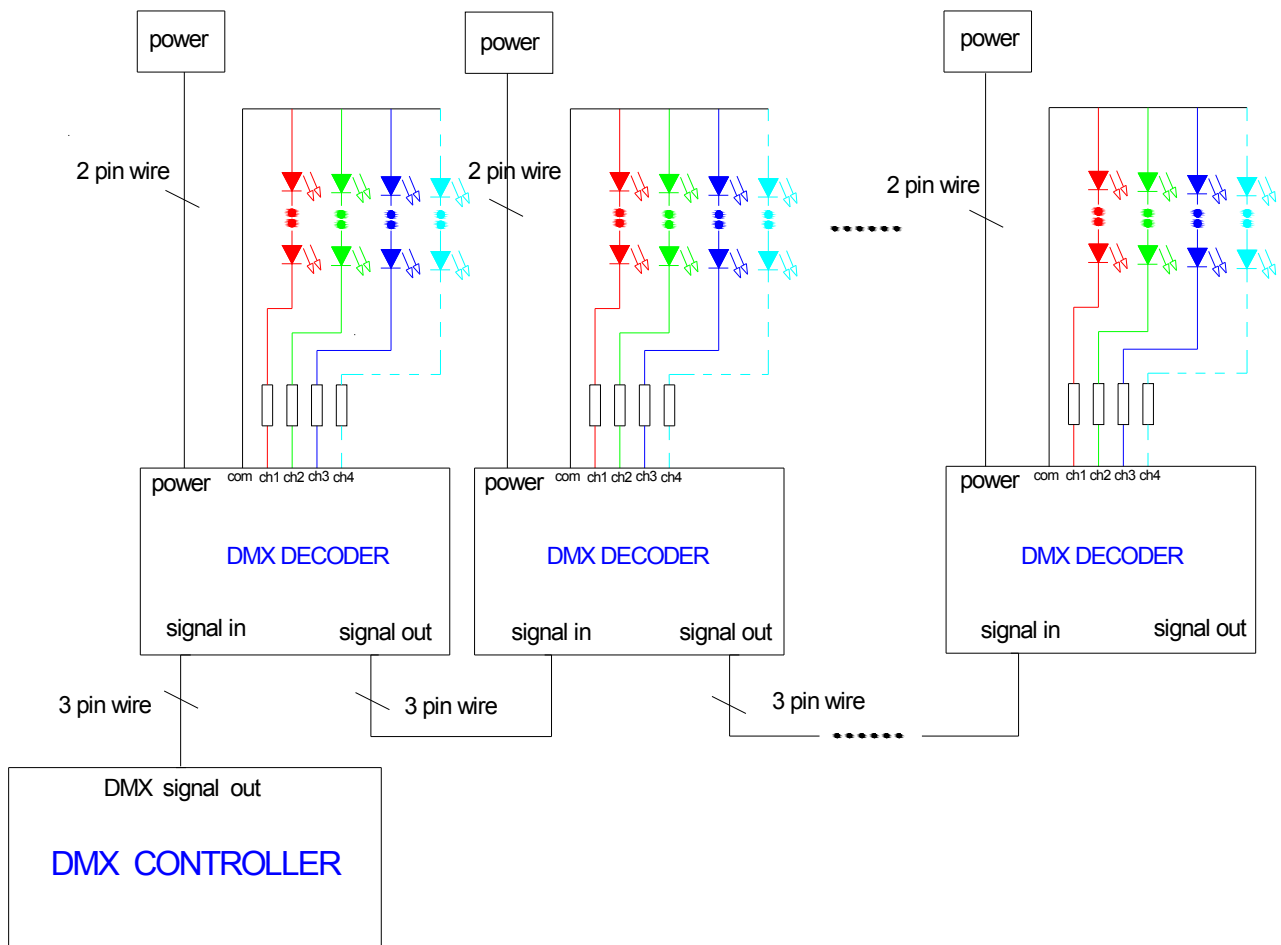 power
power
power
2 pin wire
2 pin wire
2 pin wire
com ch1 ch2 ch3 ch4
power
com ch1 ch2 ch3 ch4
power
com ch1 ch2 ch3 ch4
power
DMX DECODER
DMX DECODER
DMX DECODER
signal in
signal out
signal in
signal out
signal in
signal out
3 pin wire
3 pin wire
3 pin wire
DMX signal out
DMX CONTROLLER